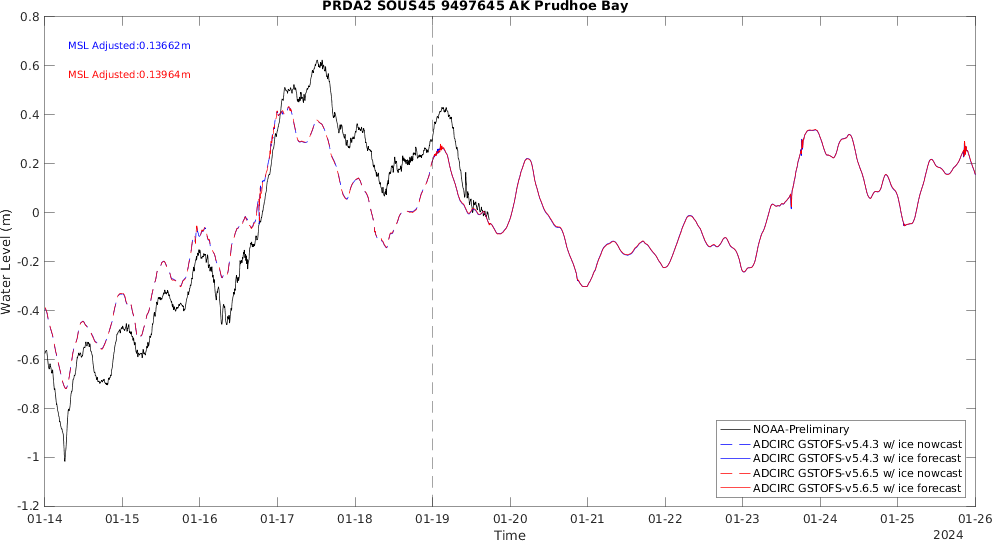 PRDA2 SOUS45 9497645 AK Prudhoe Bay
MSL Adjusted:0.13662m
MSL Adjusted:0.13964m
Water Level (m)
0.8
0.6
0.4
0.2
0
-0.2
-0.4
-0.6
-0.8
-1
-1.2
NOAA-Preliminary
ADCIRC GSTOFS-v5.4.3 w/ ice nowcast
ADCIRC GSTOFS-v5.4.3 w/ ice forecast
ADCIRC GSTOFS-v5.6.5 w/ ice nowcast
ADCIRC GSTOFS-v5.6.5 w/ ice forecast
01-14 01-15 01-16 01-17 01-18 01-19 01-20 01-21 01-22 01-23 01-24 01-25 01-26
Time
2024